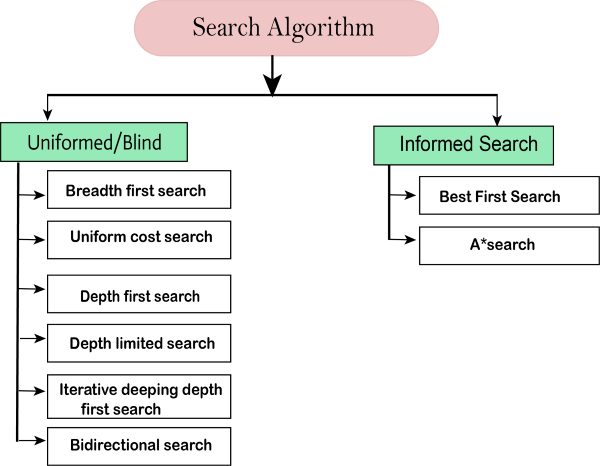 Search Algorithm
Uniformed/Blind
Breadth first search
Uniform cost search
Depth first search
Depth limited search
Iterative deeping depth
first search
Bidirectional search
Informed Search
Best First Search
A*search